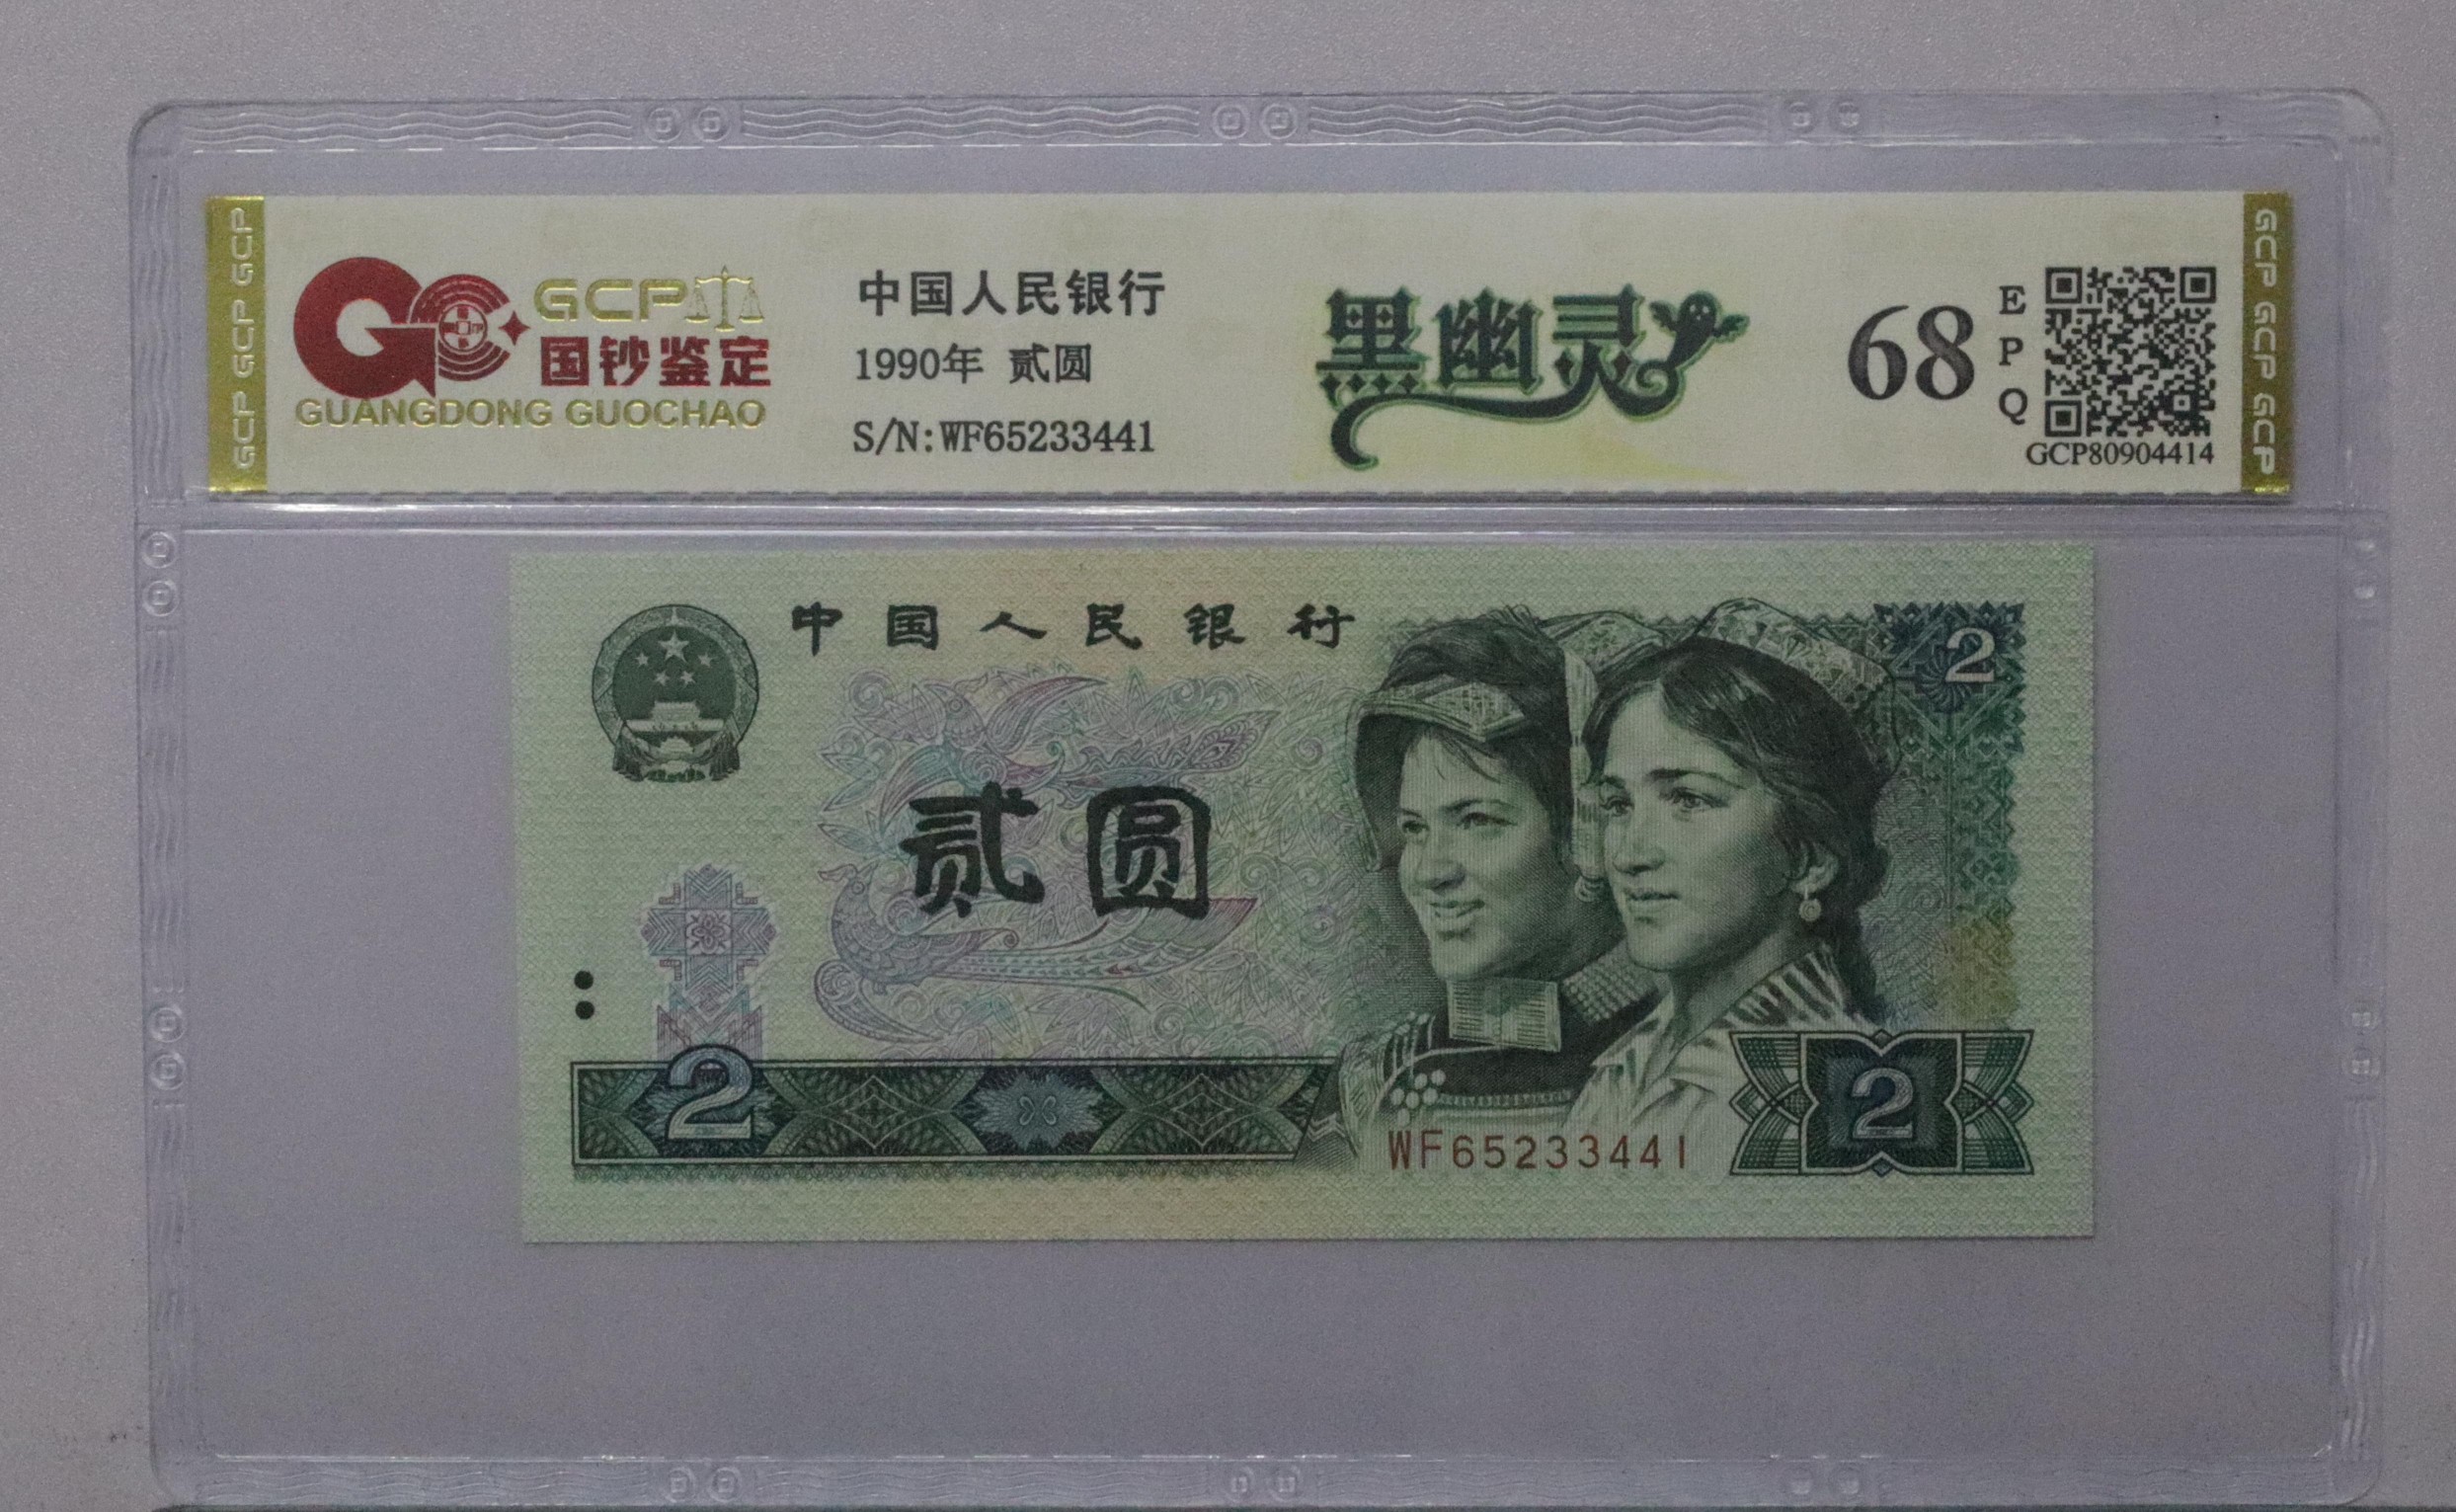 GCP GCP GCP
GCP
国钞鉴定
GUANGDONG GUOCHAO
中国人民银行
1990年 贰圆
S/N:WF65233441
黑幽灵
68
E
P
Q
GCP80904414
GCP GCP GCP
中国人民银行
2
贰圆
2
WF65233441
2